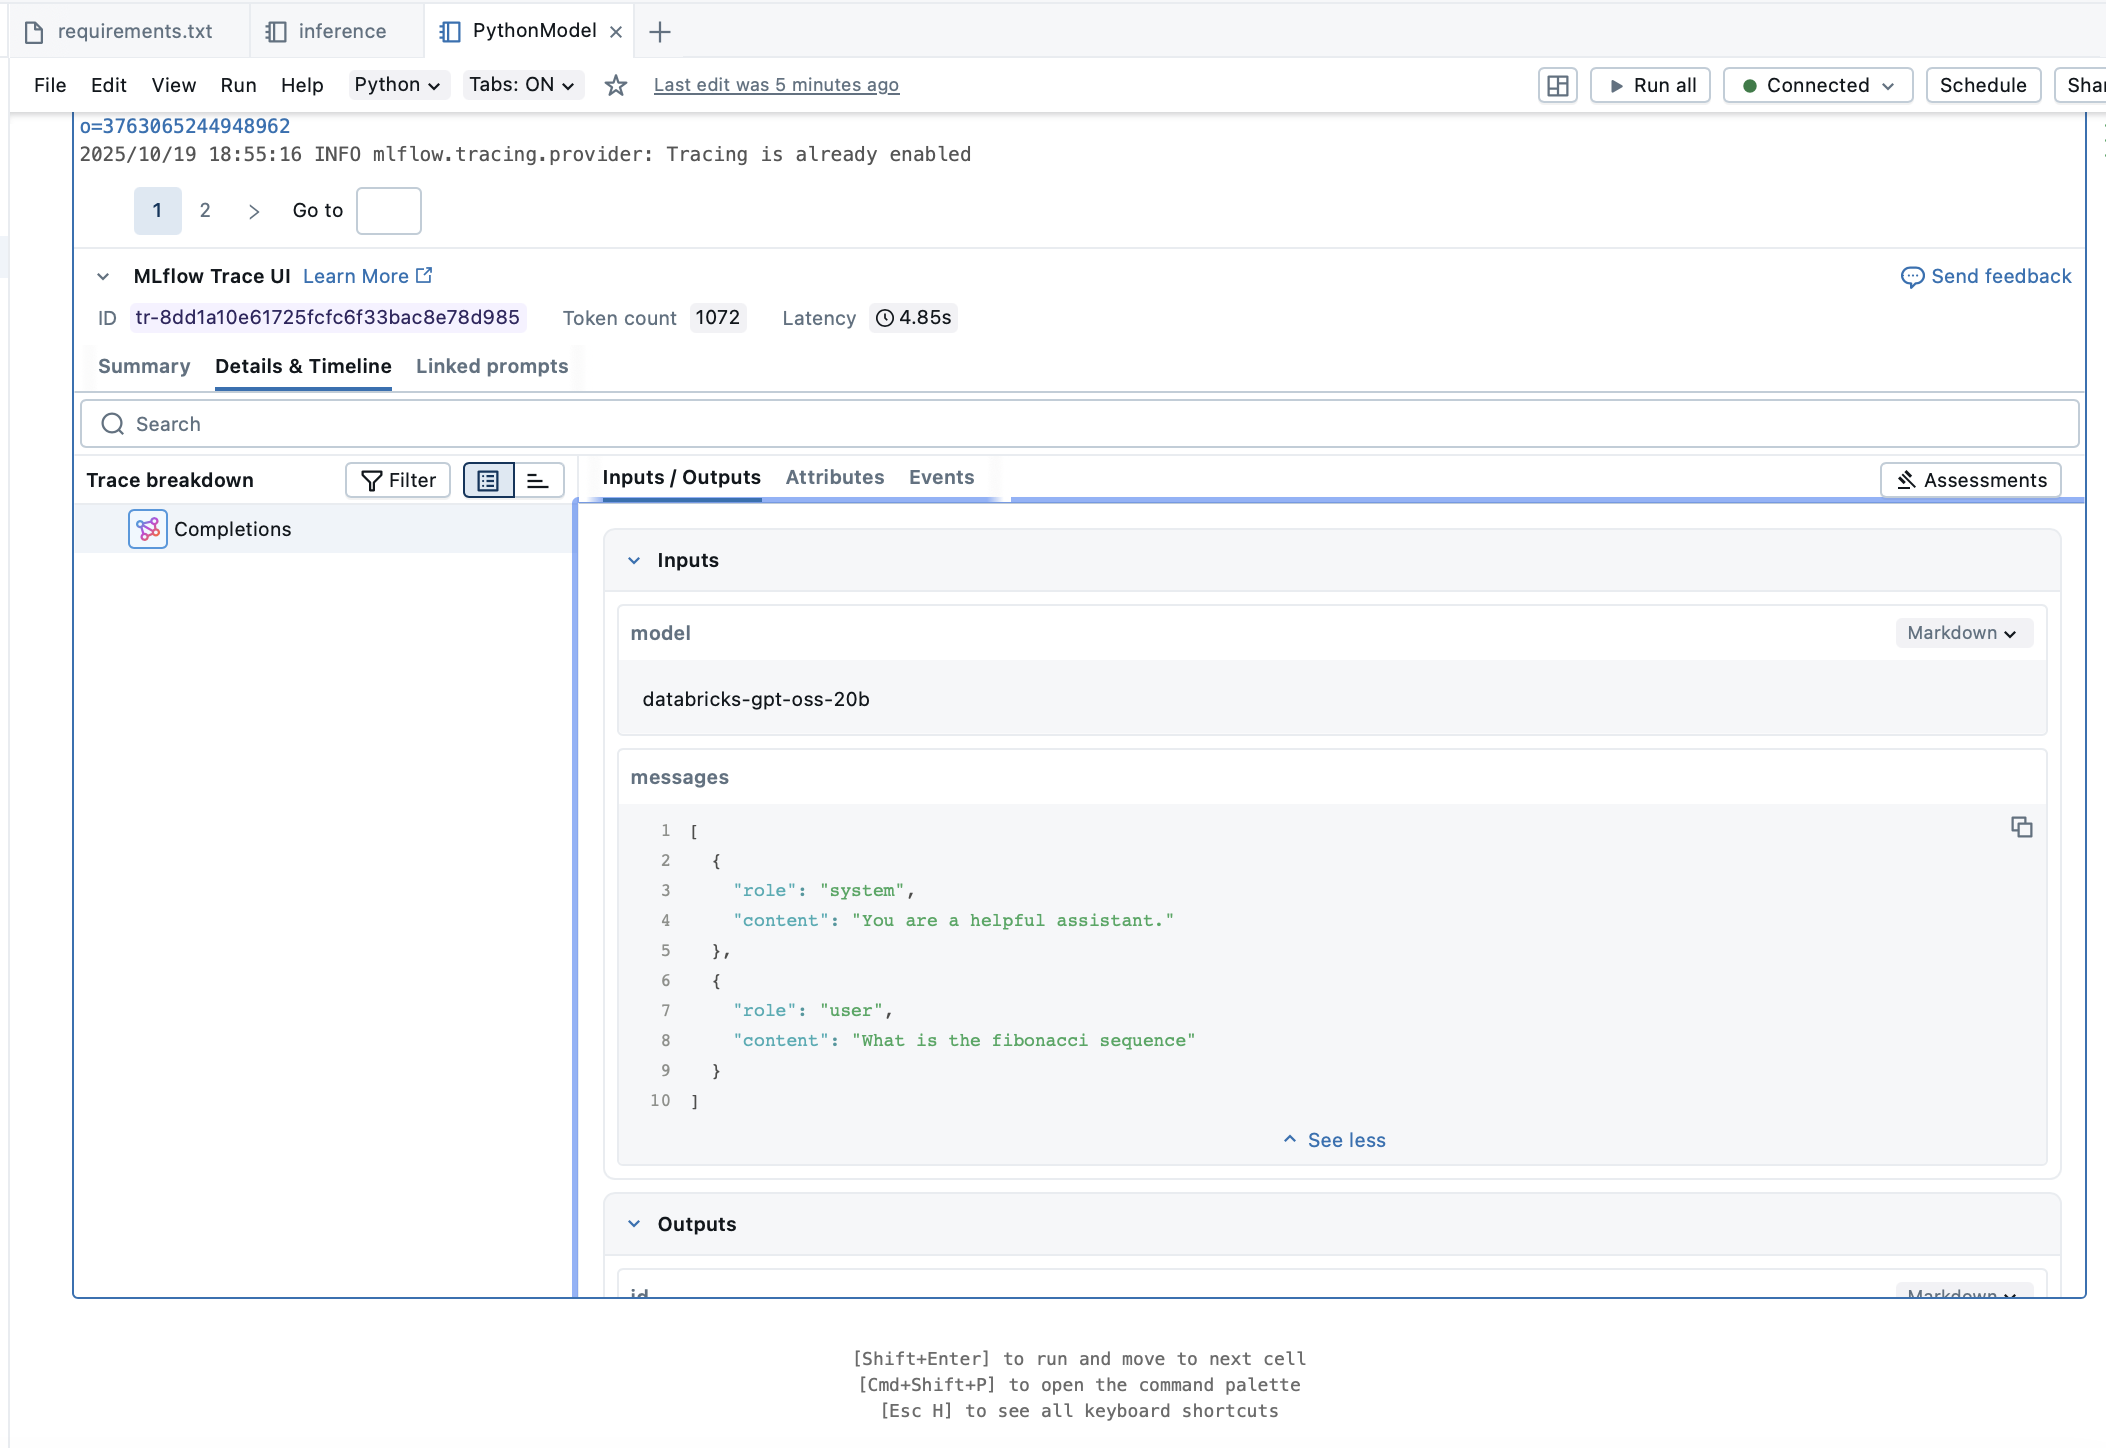 requirements.txt inference PythonModel
File Edit View Run Help Python Tabs: ON Last edit was 5 minutes ago Run all Connected Schedule Shar
o=3763065244948962
2025/10/19 18:55:16 INFO mlflow.tracing.provider: Tracing is already enabled
1 2 > Go to
MLflow Trace UI Learn More Send feedback
ID tr-8dd1a10e61725fcfc6f33bac8e78d985 Token count 1072 Latency 4.85s
Summary Details & Timeline Linked prompts
Search
Trace breakdown Filter Inputs / Outputs Attributes Events Assessments
Completions
Inputs
model Markdown
databricks-gpt-oss-20b
messages
1 [
2 {
3 "role": "system",
4 "content": "You are a helpful assistant."
5 },
6 {
7 "role": "user",
8 "content": "What is the fibonacci sequence"
9 }
10 ]
See less
Outputs
id Markdown
[Shift+Enter] to run and move to next cell
[Cmd+Shift+P] to open the command palette
[Esc H] to see all keyboard shortcuts